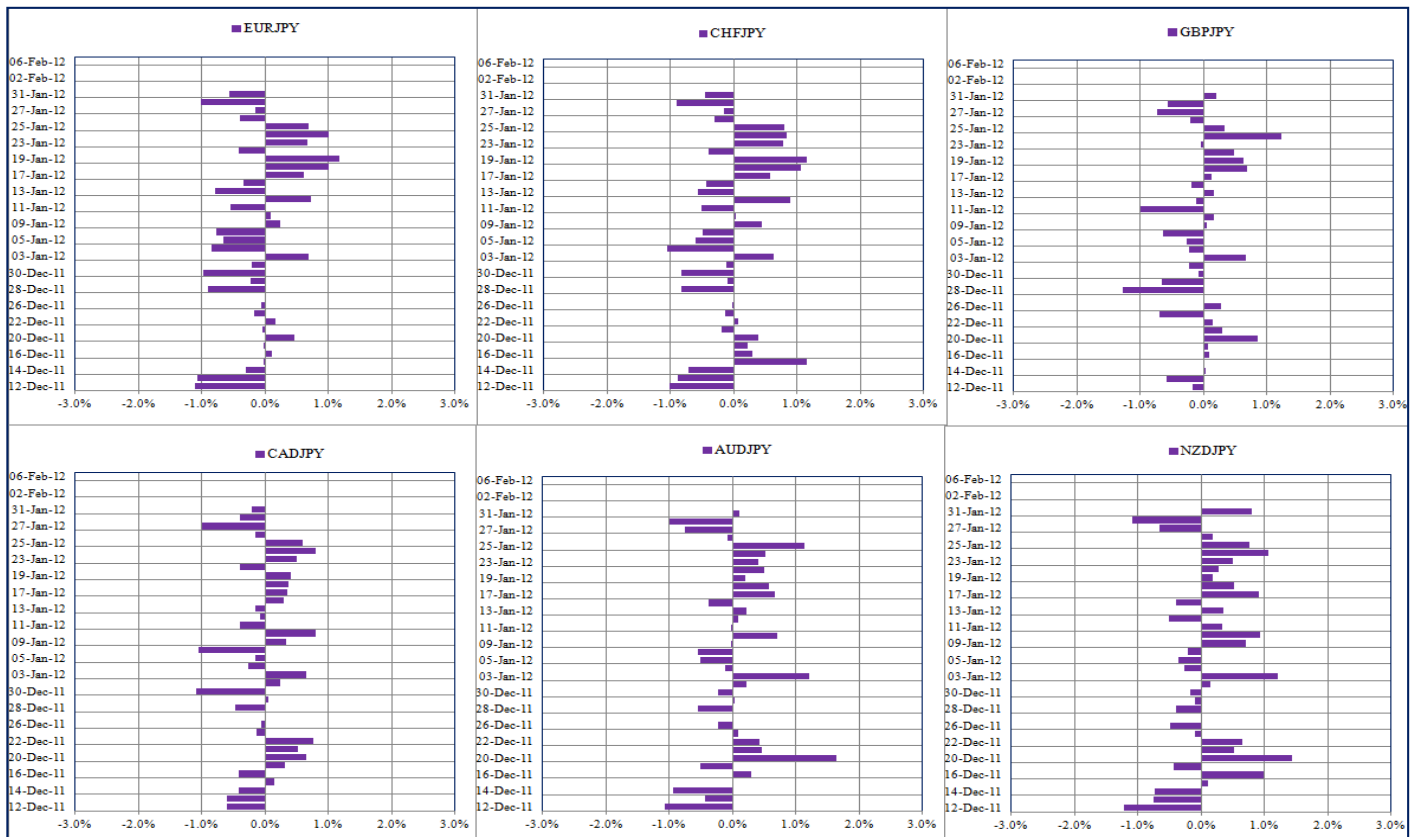 EURJPY
06-Feb-12
02-Feb-12
31-Jan-12
27-Jan-12
25-Jan-12
23-Jan-12
19-Jan-12
17-Jan-12
13-Jan-12
11-Jan-12
09-Jan-12
05-Jan-12
03-Jan-12
30-Dec-11
28-Dec-11
26-Dec-11
22-Dec-11
20-Dec-11
16-Dec-11
14-Dec-11
12-Dec-11
-3.0% -2.0% -1.0% 0.0% 1.0% 2.0% 3.0%
CHFJPY
06-Feb-12
02-Feb-12
31-Jan-12
27-Jan-12
25-Jan-12
23-Jan-12
19-Jan-12
17-Jan-12
13-Jan-12
11-Jan-12
09-Jan-12
05-Jan-12
03-Jan-12
30-Dec-11
28-Dec-11
26-Dec-11
22-Dec-11
20-Dec-11
16-Dec-11
14-Dec-11
12-Dec-11
-3.0% -2.0% -1.0% 0.0% 1.0% 2.0% 3.0%
GBPJPY
06-Feb-12
02-Feb-12
31-Jan-12
27-Jan-12
25-Jan-12
23-Jan-12
19-Jan-12
17-Jan-12
13-Jan-12
11-Jan-12
09-Jan-12
05-Jan-12
03-Jan-12
30-Dec-11
28-Dec-11
26-Dec-11
22-Dec-11
20-Dec-11
16-Dec-11
14-Dec-11
12-Dec-11
-3.0% -2.0% -1.0% 0.0% 1.0% 2.0% 3.0%
CADJPY
06-Feb-12
02-Feb-12
31-Jan-12
27-Jan-12
25-Jan-12
23-Jan-12
19-Jan-12
17-Jan-12
13-Jan-12
11-Jan-12
09-Jan-12
05-Jan-12
03-Jan-12
30-Dec-11
28-Dec-11
26-Dec-11
22-Dec-11
20-Dec-11
16-Dec-11
14-Dec-11
12-Dec-11
-3.0% -2.0% -1.0% 0.0% 1.0% 2.0% 3.0%
AUDJPY
06-Feb-12
02-Feb-12
31-Jan-12
27-Jan-12
25-Jan-12
23-Jan-12
19-Jan-12
17-Jan-12
13-Jan-12
11-Jan-12
09-Jan-12
05-Jan-12
03-Jan-12
30-Dec-11
28-Dec-11
26-Dec-11
22-Dec-11
20-Dec-11
16-Dec-11
14-Dec-11
12-Dec-11
-3.0% -2.0% -1.0% 0.0% 1.0% 2.0% 3.0%
NZDJPY
06-Feb-12
02-Feb-12
31-Jan-12
27-Jan-12
25-Jan-12
23-Jan-12
19-Jan-12
17-Jan-12
13-Jan-12
11-Jan-12
09-Jan-12
05-Jan-12
03-Jan-12
30-Dec-11
28-Dec-11
26-Dec-11
22-Dec-11
20-Dec-11
16-Dec-11
14-Dec-11
12-Dec-11
-3.0% -2.0% -1.0% 0.0% 1.0% 2.0% 3.0%